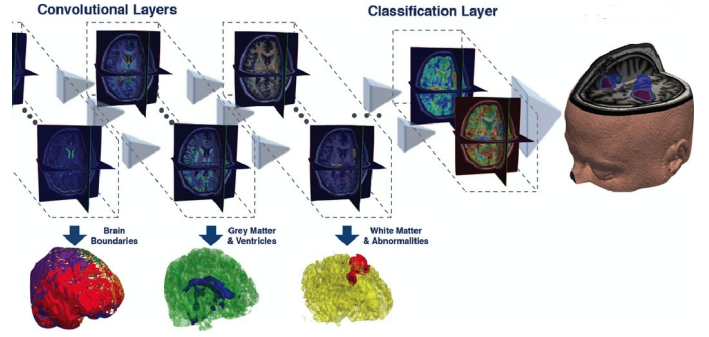 Convolutional Layers
Classification Layer
Brain
Boundaries
Grey Matter
& Ventricles
White Matter
& Abnormalities